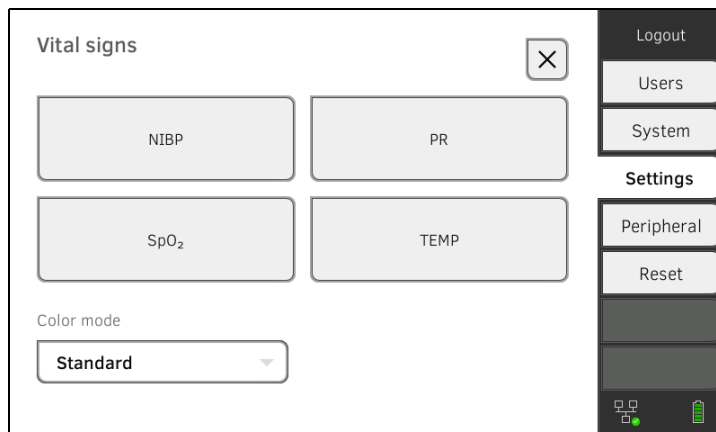 Vital signs
NIBP
PR
SpO₂
TEMP
Color mode
Standard
Logout
Users
System
Settings
Peripheral
Reset